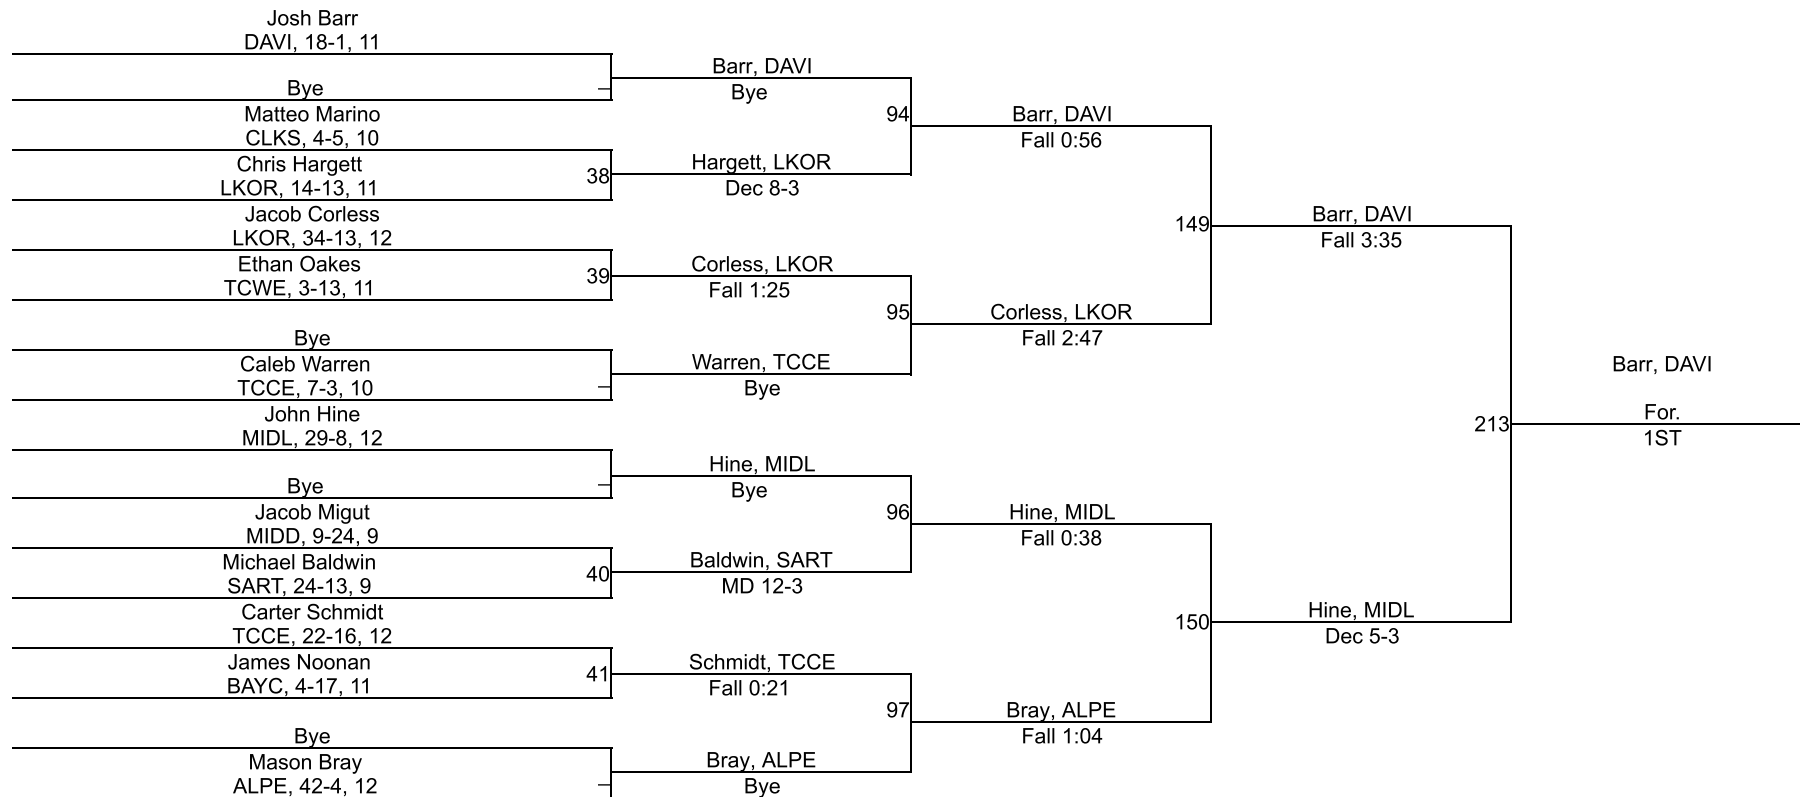 Josh Barr
DAVI, 18-1, 11
Bye
Matteo Marino
CLKS, 4-5, 10
Chris Hargett
LKOR, 14-13, 11
38
Jacob Corless
LKOR, 34-13, 12
Ethan Oakes
TCWE, 3-13, 11
39
Bye
Caleb Warren
TCCE, 7-3, 10
John Hine
MIDL, 29-8, 12
Bye
Jacob Migut
MIDD, 9-24, 9
Michael Baldwin
SART, 24-13, 9
40
Carter Schmidt
TCCE, 22-16, 12
James Noonan
BAYC, 4-17, 11
41
Bye
Mason Bray
ALPE, 42-4, 12
Barr, DAVI
Bye
94
Hargett, LKOR
Dec 8-3
Corless, LKOR
Fall 1:25
95
Warren, TCCE
Bye
Hine, MIDL
Bye
96
Baldwin, SART
MD 12-3
Schmidt, TCCE
Fall 0:21
97
Bray, ALPE
Bye
Barr, DAVI
Fall 0:56
149
Corless, LKOR
Fall 2:47
Hine, MIDL
Fall 0:38
150
Bray, ALPE
Fall 1:04
Barr, DAVI
Fall 3:35
213
Hine, MIDL
Dec 5-3
Barr, DAVI
For.
1ST